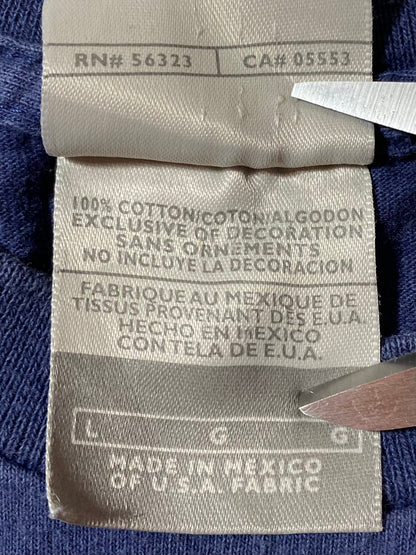 RN# 56323 CA# 05553
100% COTTON/COTON/ALGODON
EXCLUSIVE OF DECORATION
SANS ORNEMENTS
NO INCLUYE LA DECORACION
FABRIQUE AU MEXIQUE DE
TISSUS PROVENANT DES E.U.A.
HECHO EN MEXICO
CON TELA DE E.U.A.
L G G
MADE IN MEXICO
OF U.S.A. FABRIC